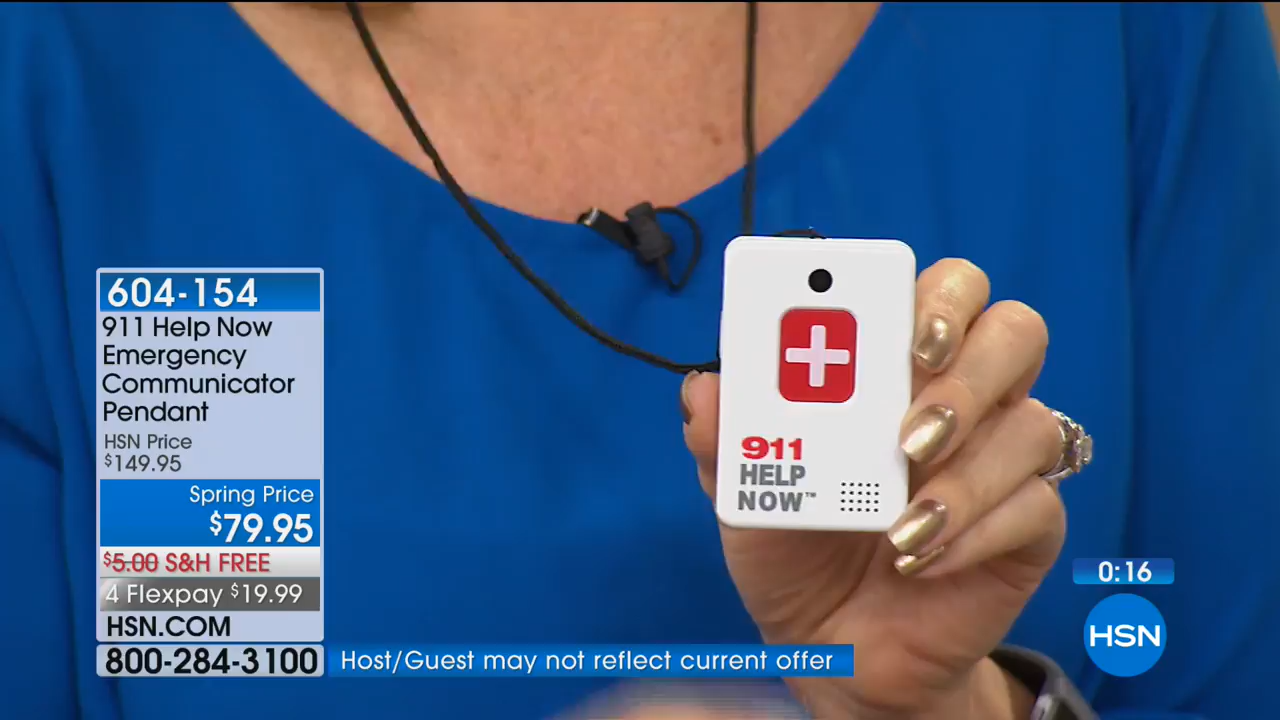 604-154
911 Help Now
Emergency
Communicator
Pendant
HSN Price
$149.95
Spring Price
$79.95
$5.00 S&H FREE
4 Flexpay $19.99
HSN.COM
800-284-3100
Host/Guest may not reflect current offer
911
HELP
NOW™
0:16
HSN